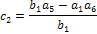 c₂ = (b₁a₅ − a₁a₆) / b₁